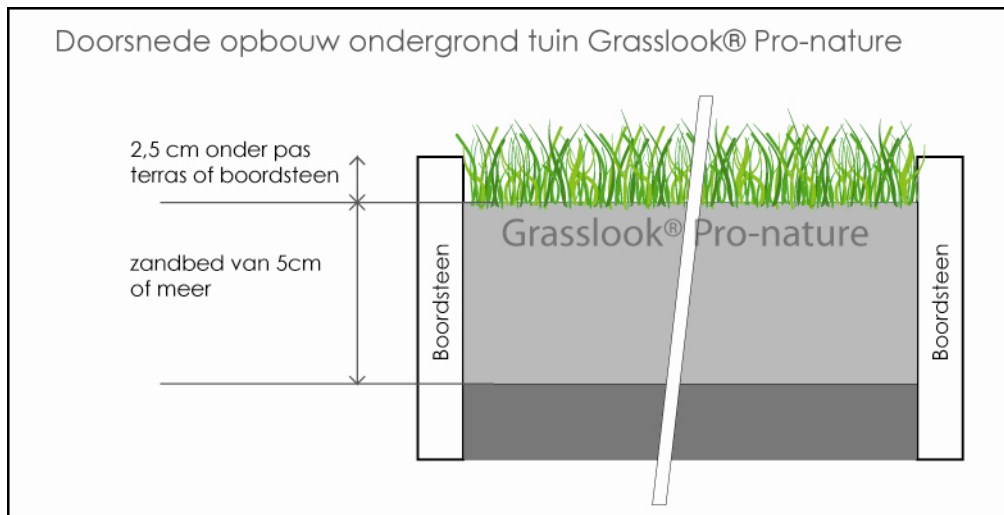 Doorsnede opbouw ondergrond tuin Grasslook® Pro-nature
2,5 cm onder pas
terras of boordsteen
Grasslook® Pro-nature
zandbed van 5cm
of meer
Boordsteen
Boordsteen